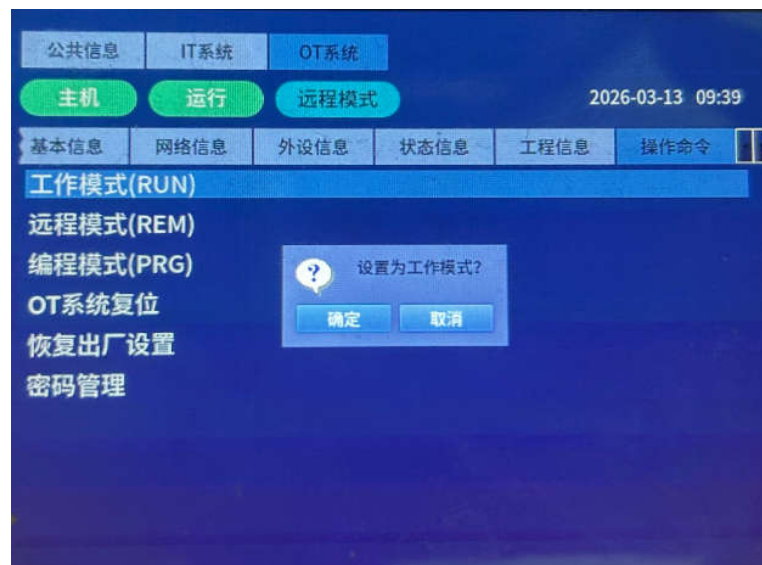 公共信息 IT系统 OT系统
主机 运行 远程模式 2026-03-13 09:39
基本信息 网络信息 外设信息 状态信息 工程信息 操作命令
工作模式(RUN)
远程模式(REM)
编程模式(PRG)
设置为工作模式?
OT系统复位
确定 取消
恢复出厂设置
密码管理